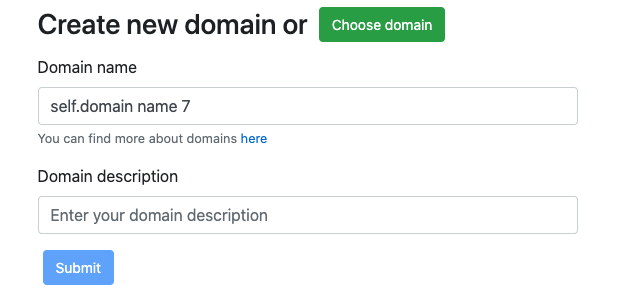 Create new domain or Choose domain
Domain name
self.domain name 7
You can find more about domains here
Domain description
Enter your domain description
Submit